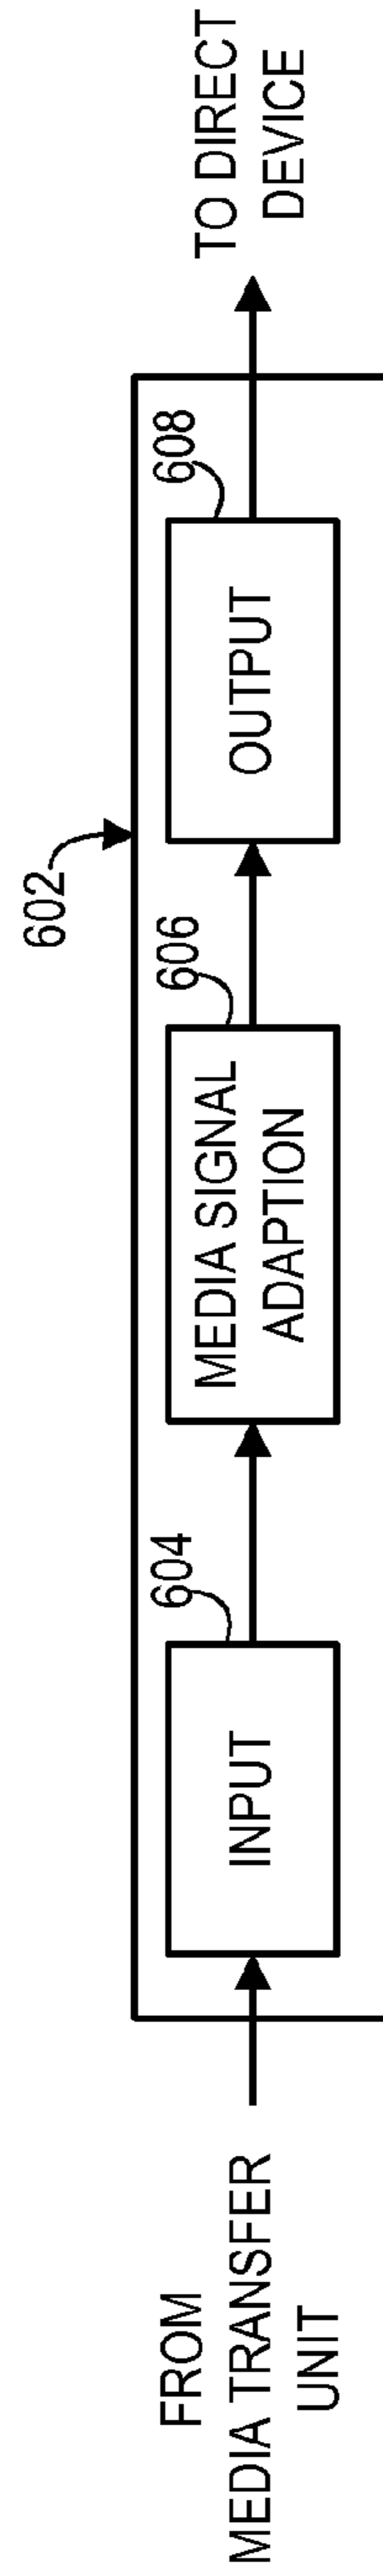 602
FROM
MEDIA TRANSFER
UNIT
604
INPUT
606
MEDIA SIGNAL
ADAPTION
608
OUTPUT
TO DIRECT
DEVICE